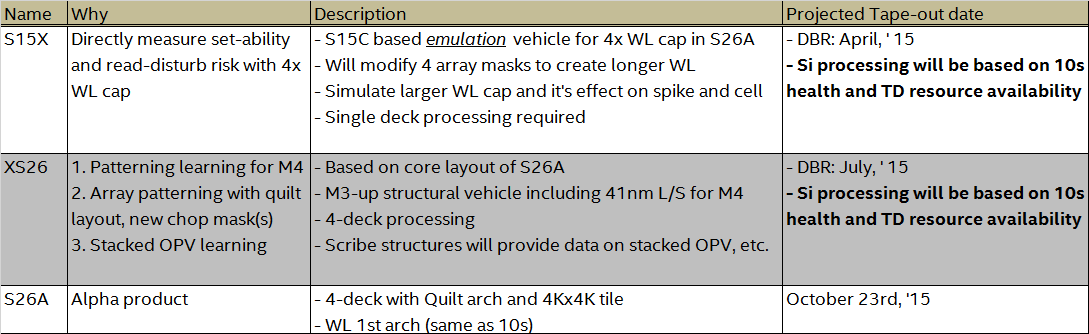 Name Why Description Projected Tape-out date
S15X Directly measure set-ability - S15C based emulation vehicle for 4x WL cap in S26A - DBR: April, ' 15
and read-disturb risk with 4x - Will modify 4 array masks to create longer WL - Si processing will be based on 10s
WL cap - Simulate larger WL cap and it's effect on spike and cell health and TD resource availability
- Single deck processing required
XS26 1. Patterning learning for M4 - Based on core layout of S26A - DBR: July, ' 15
2. Array patterning with quilt - M3-up structural vehicle including 41nm L/S for M4 - Si processing will be based on 10s
layout, new chop mask(s) - 4-deck processing health and TD resource availability
3. Stacked OPV learning - Scribe structures will provide data on stacked OPV, etc.
S26A Alpha product - 4-deck with Quilt arch and 4Kx4K tile October 23rd, '15
- WL 1st arch (same as 10s)